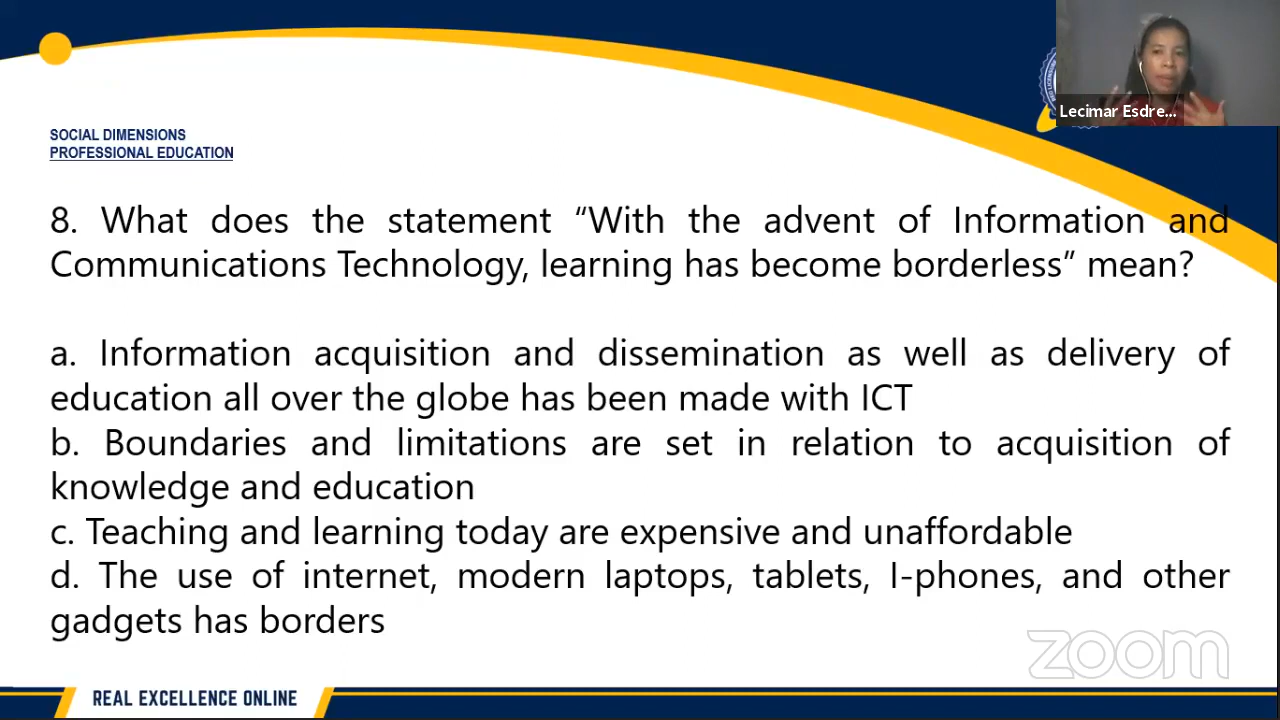 Lecimar Esdre...
SOCIAL DIMENSIONS
PROFESSIONAL EDUCATION
8. What does the statement “With the advent of Information and
Communications Technology, learning has become borderless” mean?
a. Information acquisition and dissemination as well as delivery of
education all over the globe has been made with ICT
b. Boundaries and limitations are set in relation to acquisition of
knowledge and education
c. Teaching and learning today are expensive and unaffordable
d. The use of internet, modern laptops, tablets, I-phones, and other
gadgets has borders
zoom
REAL EXCELLENCE ONLINE